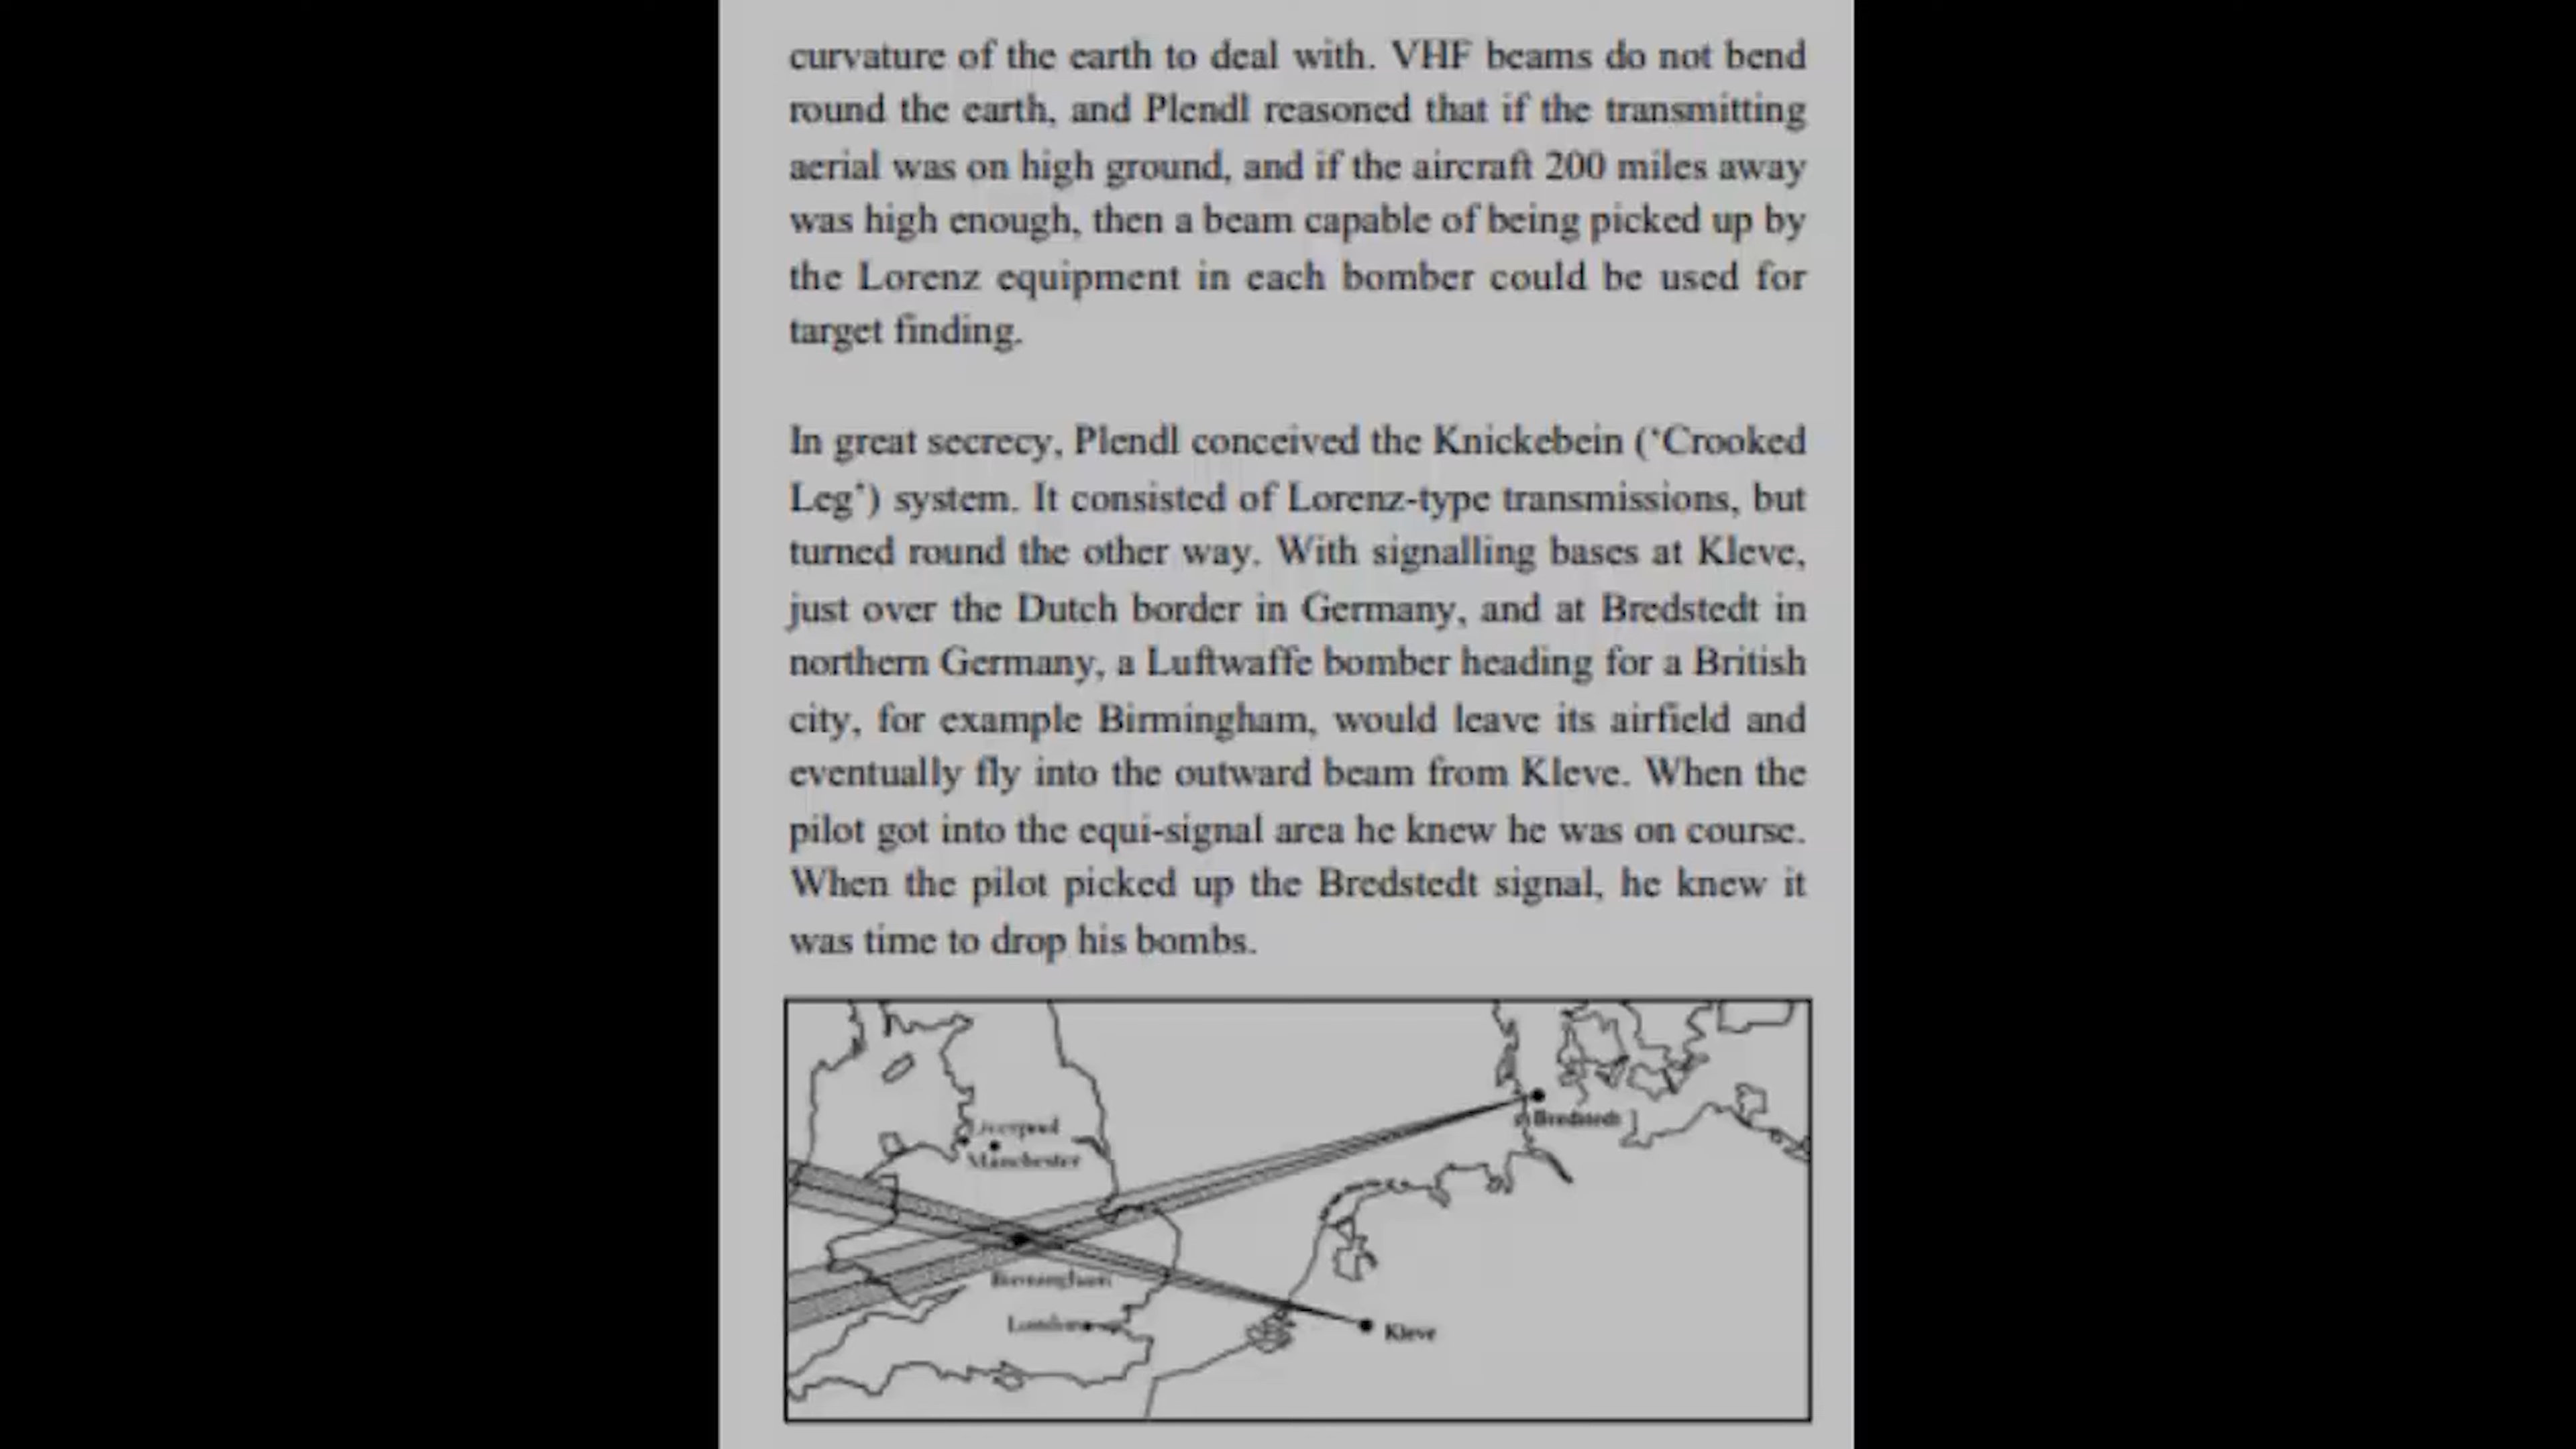 curvature of the earth to deal with. VHF beams do not bend
round the earth, and Plendl reasoned that if the transmitting
aerial was on high ground, and if the aircraft 200 miles away
was high enough, then a beam capable of being picked up by
the Lorenz equipment in each bomber could be used for
target finding.
In great secrecy, Plendl conceived the Knickebein (‘Crooked
Leg’) system. It consisted of Lorenz-type transmissions, but
turned round the other way. With signalling bases at Kleve,
just over the Dutch border in Germany, and at Bredstedt in
northern Germany, a Luftwaffe bomber heading for a British
city, for example Birmingham, would leave its airfield and
eventually fly into the outward beam from Kleve. When the
pilot got into the equi-signal area he knew he was on course.
When the pilot picked up the Bredstedt signal, he knew it
was time to drop his bombs.
Liverpool
Manchester
Bredstedt
Birmingham
London
Kleve